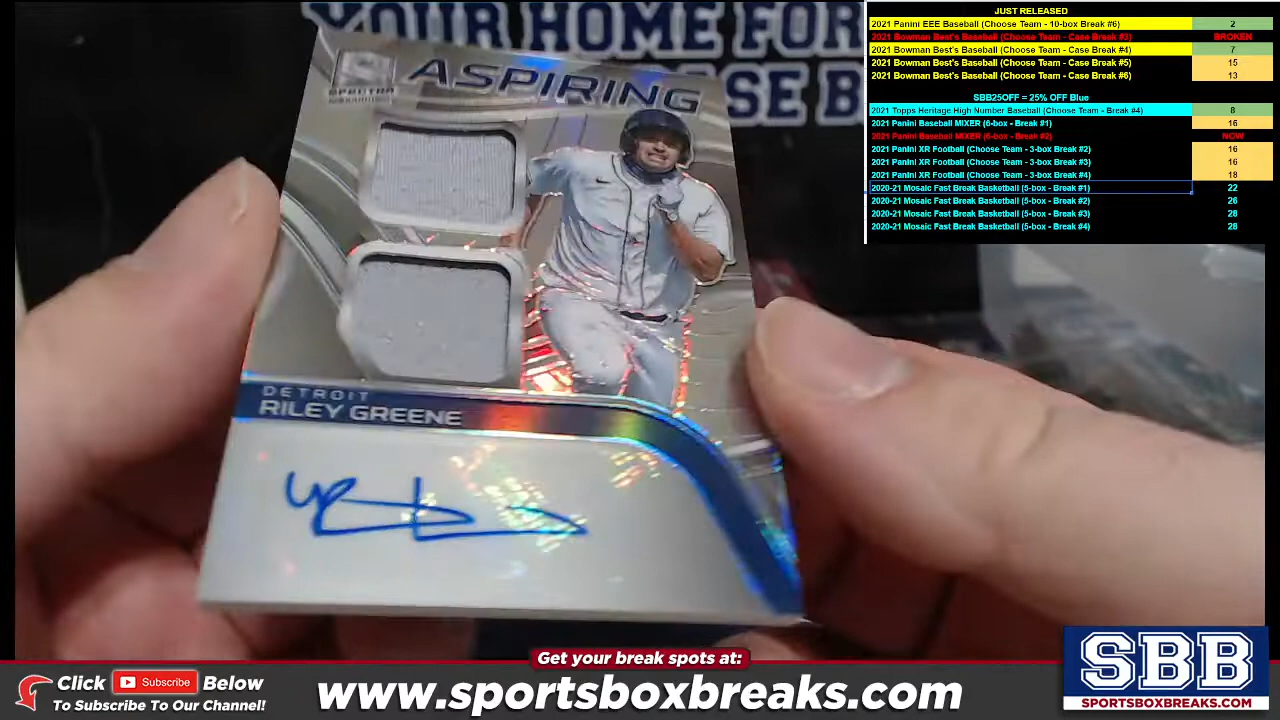 YOUR HOME FOR
SE B
JUST RELEASED
2021 Panini EEE Baseball (Choose Team - 10-box Break #6) 2
2021 Bowman Best's Baseball (Choose Team - Case Break #3) BROKEN
2021 Bowman Best's Baseball (Choose Team - Case Break #4) 7
2021 Bowman Best's Baseball (Choose Team - Case Break #5) 15
2021 Bowman Best's Baseball (Choose Team - Case Break #6) 13
SBB25OFF = 25% OFF Blue
2021 Topps Heritage High Number Baseball (Choose Team - Break #4) 8
2021 Panini Baseball MIXER (6-box - Break #1) 16
2021 Panini Baseball MIXER (6-box - Break #2) NOW
2021 Panini XR Football (Choose Team - 3-box Break #2) 16
2021 Panini XR Football (Choose Team - 3-box Break #3) 16
2021 Panini XR Football (Choose Team - 3-box Break #4) 18
2020-21 Mosaic Fast Break Basketball (5-box - Break #1) 22
2020-21 Mosaic Fast Break Basketball (5-box - Break #2) 26
2020-21 Mosaic Fast Break Basketball (5-box - Break #3) 28
2020-21 Mosaic Fast Break Basketball (5-box - Break #4) 28
SPECTRA
ASPIRING
DETROIT
RILEY GREENE
Get your break spots at:
Click Subscribe Below
To Subscribe To Our Channel!
www.sportsboxbreaks.com
SBB
SPORTSBOXBREAKS.COM